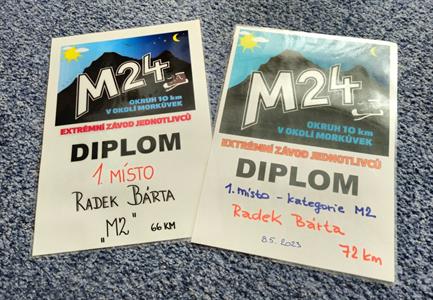 M24
OKRUH 10 km
V OKOLÍ MORKŮVEK
EXTRÉMNÍ ZÁVOD JEDNOTLIVCŮ
DIPLOM
1. MÍSTO
RADEK BÁRTA
"M2"
66 KM
M24
OKRUH 10 km
V OKOLÍ MORKŮVEK
EXTRÉMNÍ ZÁVOD JEDNOTLIVCŮ
DIPLOM
1. místo - kategorie M2
Radek Bárta
8.5. 2023
72 km